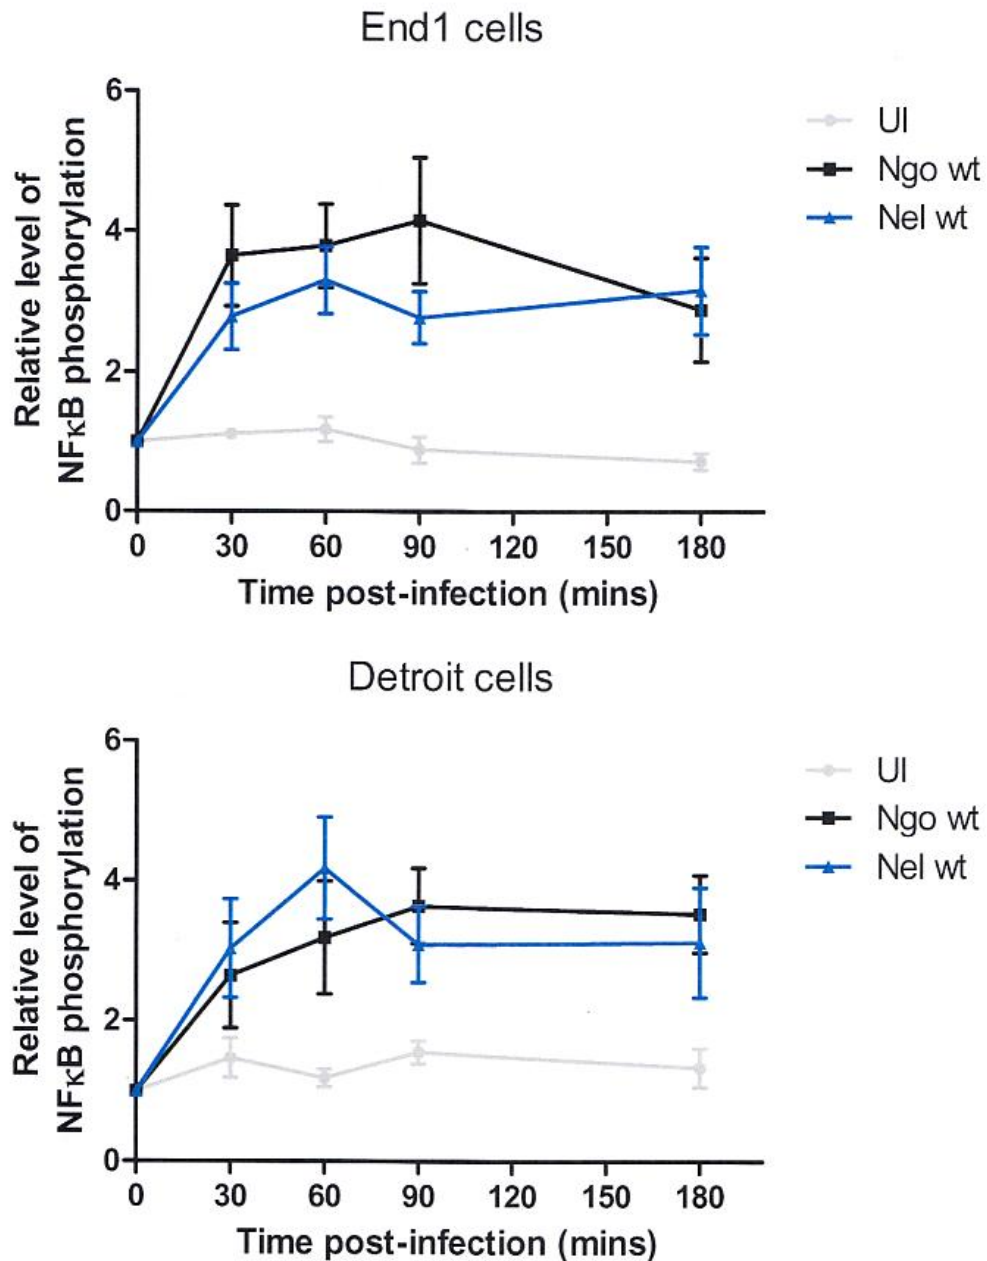 End1 cells
6
4
2
0
Relative level of
NFκB phosphorylation
0 30 60 90 120 150 180
Time post-infection (mins)
UI
Ngo wt
Nel wt
Detroit cells
6
4
2
0
Relative level of
NFκB phosphorylation
0 30 60 90 120 150 180
Time post-infection (mins)
UI
Ngo wt
Nel wt